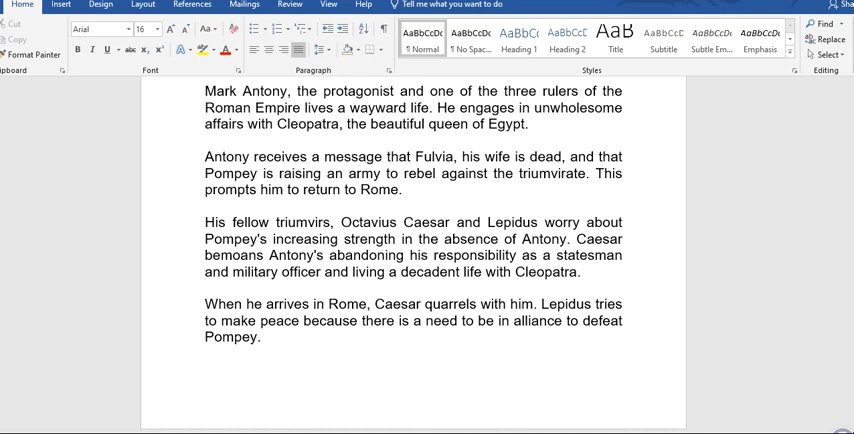 Home Insert Design Layout References Mailings Review View Help Tell me what you want to do
Cut
Copy
Format Painter
Arial 16
Aa
B I U abc x₂ x² A A
Font
Paragraph
AaBbCcDc AaBbCcDc AaBbC AaBbCcC AaB AaBbCcC AaBbCcDc AaBbCcDc
¶ Normal ¶ No Spac... Heading 1 Heading 2 Title Subtitle Subtle Em... Emphasis
Styles
Find
Replace
Select
Editing
Mark Antony, the protagonist and one of the three rulers of the
Roman Empire lives a wayward life. He engages in unwholesome
affairs with Cleopatra, the beautiful queen of Egypt.
Antony receives a message that Fulvia, his wife is dead, and that
Pompey is raising an army to rebel against the triumvirate. This
prompts him to return to Rome.
His fellow triumvirs, Octavius Caesar and Lepidus worry about
Pompey's increasing strength in the absence of Antony. Caesar
bemoans Antony's abandoning his responsibility as a statesman
and military officer and living a decadent life with Cleopatra.
When he arrives in Rome, Caesar quarrels with him. Lepidus tries
to make peace because there is a need to be in alliance to defeat
Pompey.